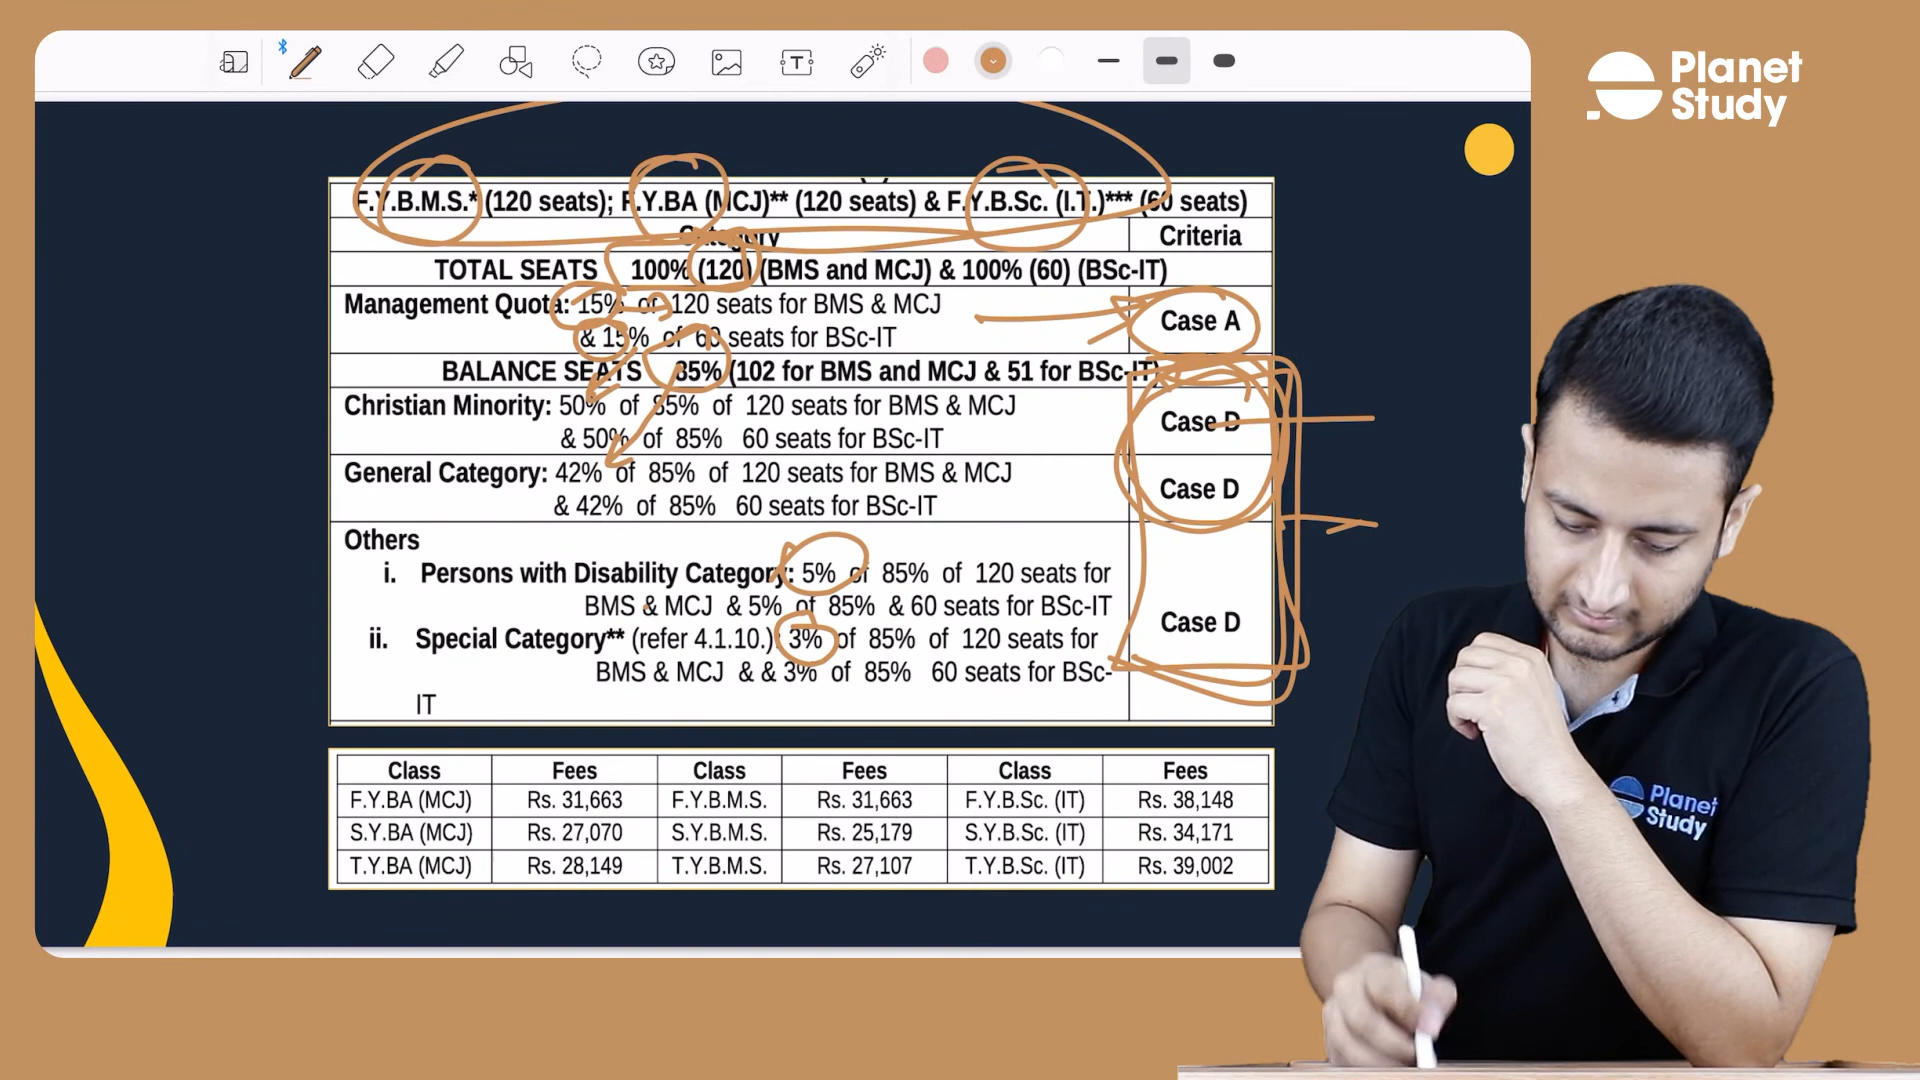 Planet
Study
F.Y.B.M.S.* (120 seats); F.Y.BA (MCJ)** (120 seats) & F.Y.B.Sc. (I.T.)*** (60 seats)
Category Criteria
TOTAL SEATS 100% (120) (BMS and MCJ) & 100% (60) (BSc-IT)
Management Quota: 15% of 120 seats for BMS & MCJ
& 15% of 60 seats for BSc-IT
Case A
BALANCE SEATS 85% (102 for BMS and MCJ & 51 for BSc-IT)
Christian Minority: 50% of 85% of 120 seats for BMS & MCJ
& 50% of 85% 60 seats for BSc-IT
Case D
General Category: 42% of 85% of 120 seats for BMS & MCJ
& 42% of 85% 60 seats for BSc-IT
Case D
Others
i. Persons with Disability Category: 5% of 85% of 120 seats for
BMS & MCJ & 5% of 85% & 60 seats for BSc-IT
ii. Special Category** (refer 4.1.10.): 3% of 85% of 120 seats for
BMS & MCJ & & 3% of 85% 60 seats for BSc-
IT
Case D
Class Fees Class Fees Class Fees
F.Y.BA (MCJ) Rs. 31,663 F.Y.B.M.S. Rs. 31,663 F.Y.B.Sc. (IT) Rs. 38,148
S.Y.BA (MCJ) Rs. 27,070 S.Y.B.M.S. Rs. 25,179 S.Y.B.Sc. (IT) Rs. 34,171
T.Y.BA (MCJ) Rs. 28,149 T.Y.B.M.S. Rs. 27,107 T.Y.B.Sc. (IT) Rs. 39,002
Planet
Study